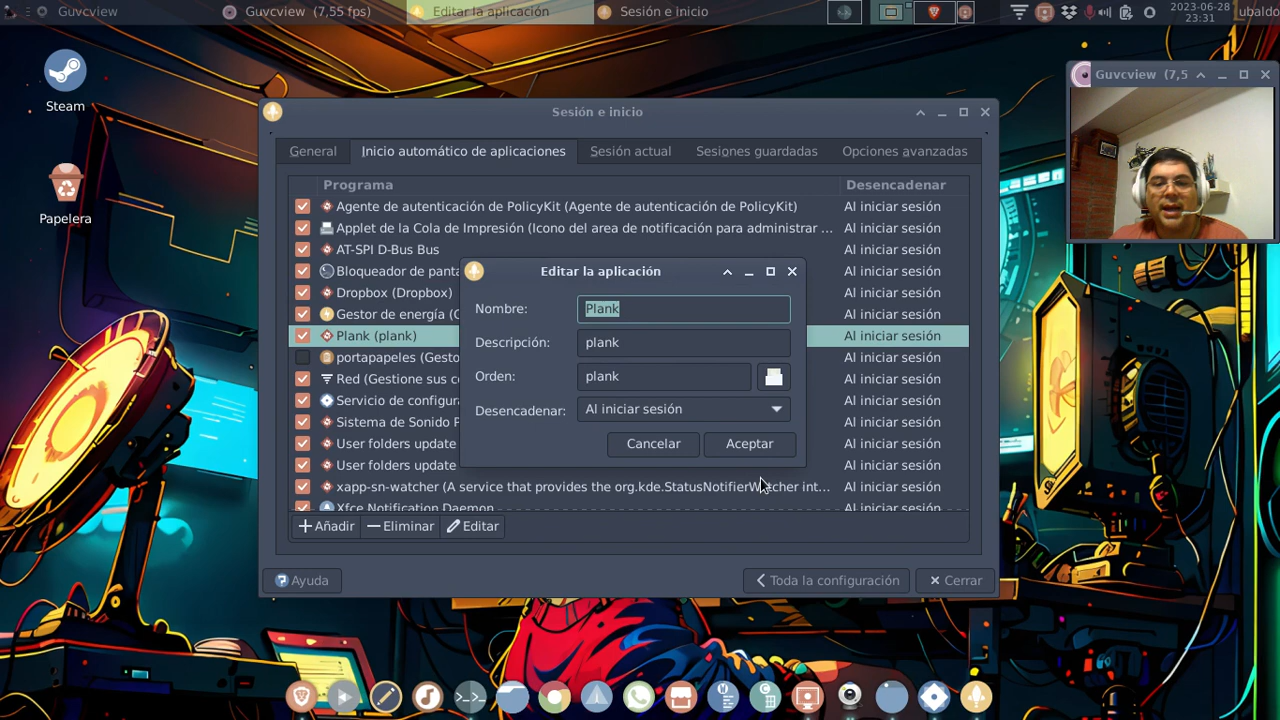 Guvcview
Guvcview (7,55 fps)
Editar la aplicación
Sesión e inicio
2023-06-28
23:31
lubaldo
Steam
Papelera
Guvcview (7,5
Sesión e inicio
General
Inicio automático de aplicaciones
Sesión actual
Sesiones guardadas
Opciones avanzadas
Programa
Desencadenar
Agente de autenticación de PolicyKit (Agente de autenticación de PolicyKit)
Al iniciar sesión
Applet de la Cola de Impresión (Icono del area de notificación para administrar ...
Al iniciar sesión
AT-SPI D-Bus Bus
Al iniciar sesión
Bloqueador de panta
Al iniciar sesión
Dropbox (Dropbox)
Al iniciar sesión
Gestor de energía (G
Al iniciar sesión
Plank (plank)
Al iniciar sesión
portapapeles (Gesto
Al iniciar sesión
Red (Gestione sus co
Al iniciar sesión
Servicio de configura
Al iniciar sesión
Sistema de Sonido P
Al iniciar sesión
User folders update
Al iniciar sesión
User folders update
Al iniciar sesión
xapp-sn-watcher (A service that provides the org.kde.StatusNotifierWatcher int...
Al iniciar sesión
Xfce Notification Daemon
Al iniciar sesión
Editar la aplicación
Nombre:
Plank
Descripción:
plank
Orden:
plank
Desencadenar:
Al iniciar sesión
Cancelar
Aceptar
Añadir
Eliminar
Editar
Ayuda
Toda la configuración
Cerrar